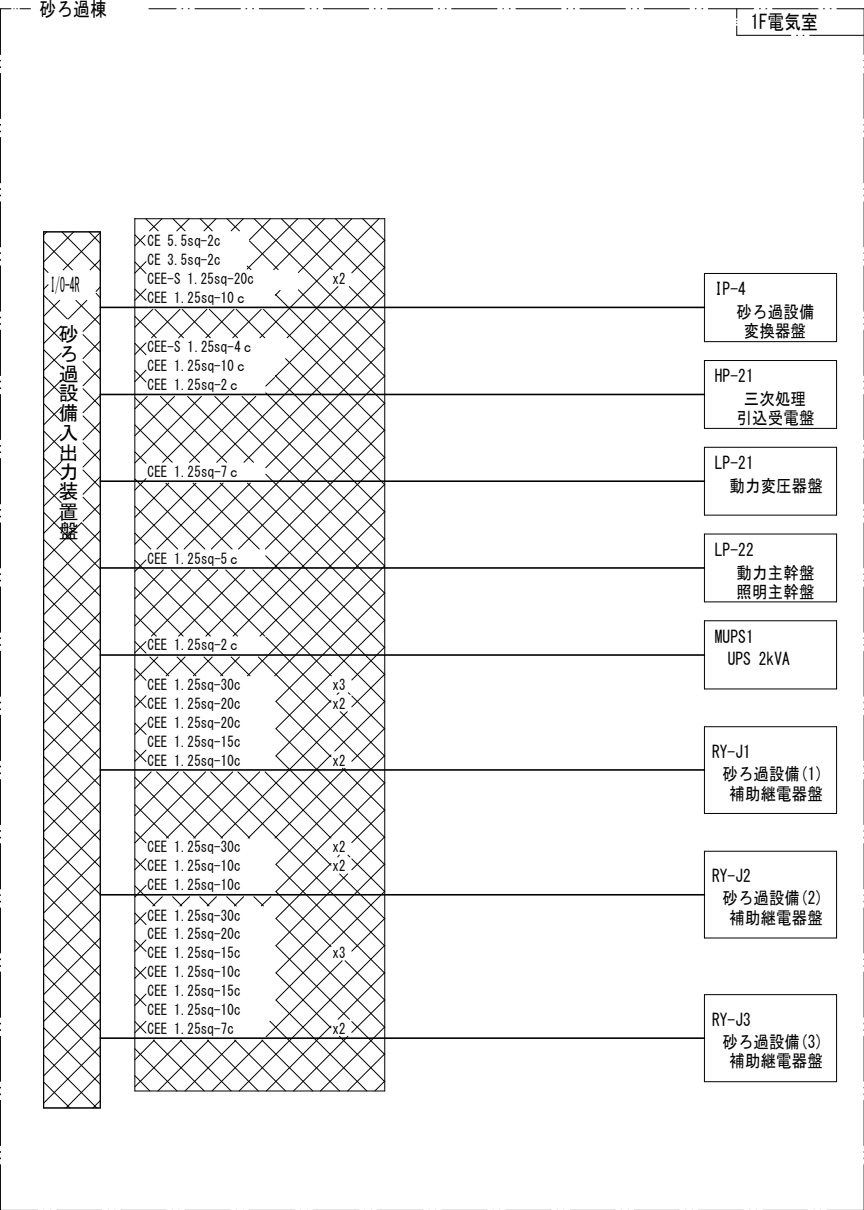 砂ろ過棟
1F電気室
I/O-4R
砂ろ過設備入出力装置盤
CE 5.5sq-2c
CE 3.5sq-2c
CEE-S 1.25sq-20c x2
CEE 1.25sq-10c
IP-4
砂ろ過設備
変換器盤
CEE-S 1.25sq-4c
CEE 1.25sq-10c
CEE 1.25sq-2c
HP-21
三次処理
引込受電盤
CEE 1.25sq-7c
LP-21
動力変圧器盤
CEE 1.25sq-5c
LP-22
動力主幹盤
照明主幹盤
CEE 1.25sq-2c
MUPS1
UPS 2kVA
CEE 1.25sq-30c x3
CEE 1.25sq-20c x2
CEE 1.25sq-20c
CEE 1.25sq-15c
CEE 1.25sq-10c x2
RY-J1
砂ろ過設備(1)
補助継電器盤
CEE 1.25sq-30c x2
CEE 1.25sq-10c x2
CEE 1.25sq-10c
RY-J2
砂ろ過設備(2)
補助継電器盤
CEE 1.25sq-30c
CEE 1.25sq-20c
CEE 1.25sq-15c x3
CEE 1.25sq-10c
CEE 1.25sq-15c
CEE 1.25sq-10c
CEE 1.25sq-7c x2
RY-J3
砂ろ過設備(3)
補助継電器盤